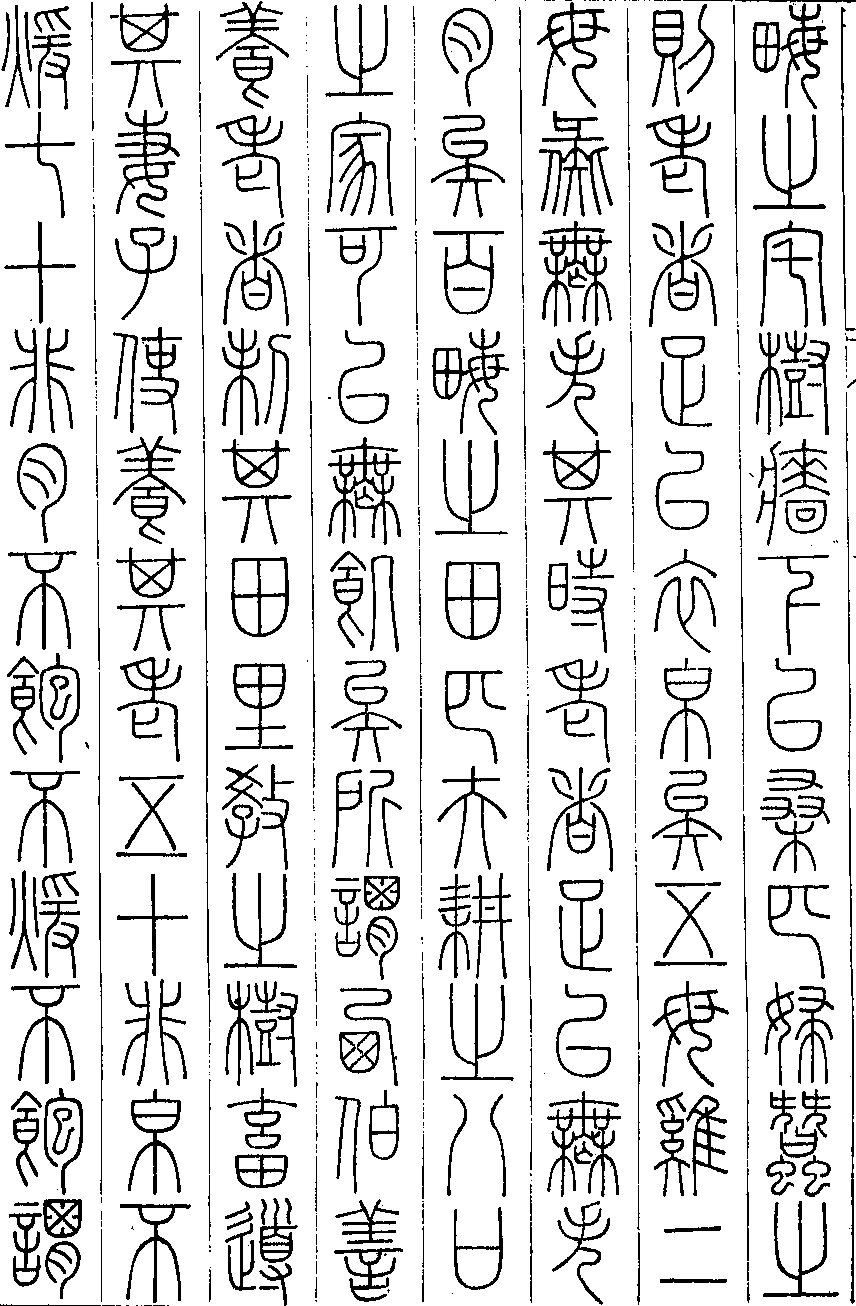 畮之宅樹牆下以桑匹婦蠶之
則老者足以衣帛矣五母雞二
母彘無失其時老者足以無失
肉矣百畮之田匹夫耕之八口
之家可以無飢矣所謂西伯善
養老者制其田里教之樹畜導
其妻子使養其老五十非帛不
煖七十非肉不飽不煖不飽謂